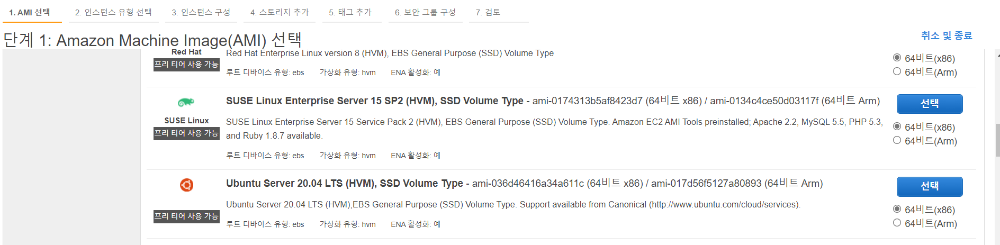 1. AMI 선택 2. 인스턴스 유형 선택 3. 인스턴스 구성 4. 스토리지 추가 5. 태그 추가 6. 보안 그룹 구성 7. 검토
단계 1: Amazon Machine Image(AMI) 선택
취소 및 종료
Red Hat
프리 티어 사용 가능
Red Hat Enterprise Linux version 8 (HVM), EBS General Purpose (SSD) Volume Type
루트 디바이스 유형: ebs 가상화 유형: hvm ENA 활성화: 예
64비트(x86)
64비트(Arm)
SUSE Linux
프리 티어 사용 가능
SUSE Linux Enterprise Server 15 SP2 (HVM), SSD Volume Type - ami-0174313b5af8423d7 (64비트 x86) / ami-0134c4ce50d03117f (64비트 Arm)
SUSE Linux Enterprise Server 15 Service Pack 2 (HVM), EBS General Purpose (SSD) Volume Type. Amazon EC2 AMI Tools preinstalled; Apache 2.2, MySQL 5.5, PHP 5.3,
and Ruby 1.8.7 available.
루트 디바이스 유형: ebs 가상화 유형: hvm ENA 활성화: 예
선택
64비트(x86)
64비트(Arm)
프리 티어 사용 가능
Ubuntu Server 20.04 LTS (HVM), SSD Volume Type - ami-036d46416a34a611c (64비트 x86) / ami-017d56f5127a80893 (64비트 Arm)
Ubuntu Server 20.04 LTS (HVM),EBS General Purpose (SSD) Volume Type. Support available from Canonical (http://www.ubuntu.com/cloud/services).
루트 디바이스 유형: ebs 가상화 유형: hvm ENA 활성화: 예
선택
64비트(x86)
64비트(Arm)